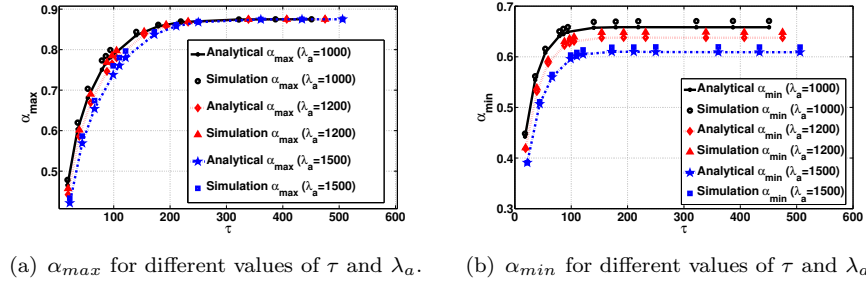 0.9
0.8
0.7
0.6
0.5
α_max
Analytical α_max (λ_a=1000)
Simulation α_max (λ_a=1000)
Analytical α_max (λ_a=1200)
Simulation α_max (λ_a=1200)
Analytical α_max (λ_a=1500)
Simulation α_max (λ_a=1500)
0 100 200 300 400 500 600
τ
(a) α_max for different values of τ and λ_a.
0.7
0.6
0.5
0.4
0.3
α_min
Analytical α_min (λ_a=1000)
Simulation α_min (λ_a=1000)
Analytical α_min (λ_a=1200)
Simulation α_min (λ_a=1200)
Analytical α_min (λ_a=1500)
Simulation α_min (λ_a=1500)
0 100 200 300 400 500 600
τ
(b) α_min for different values of τ and λ_a